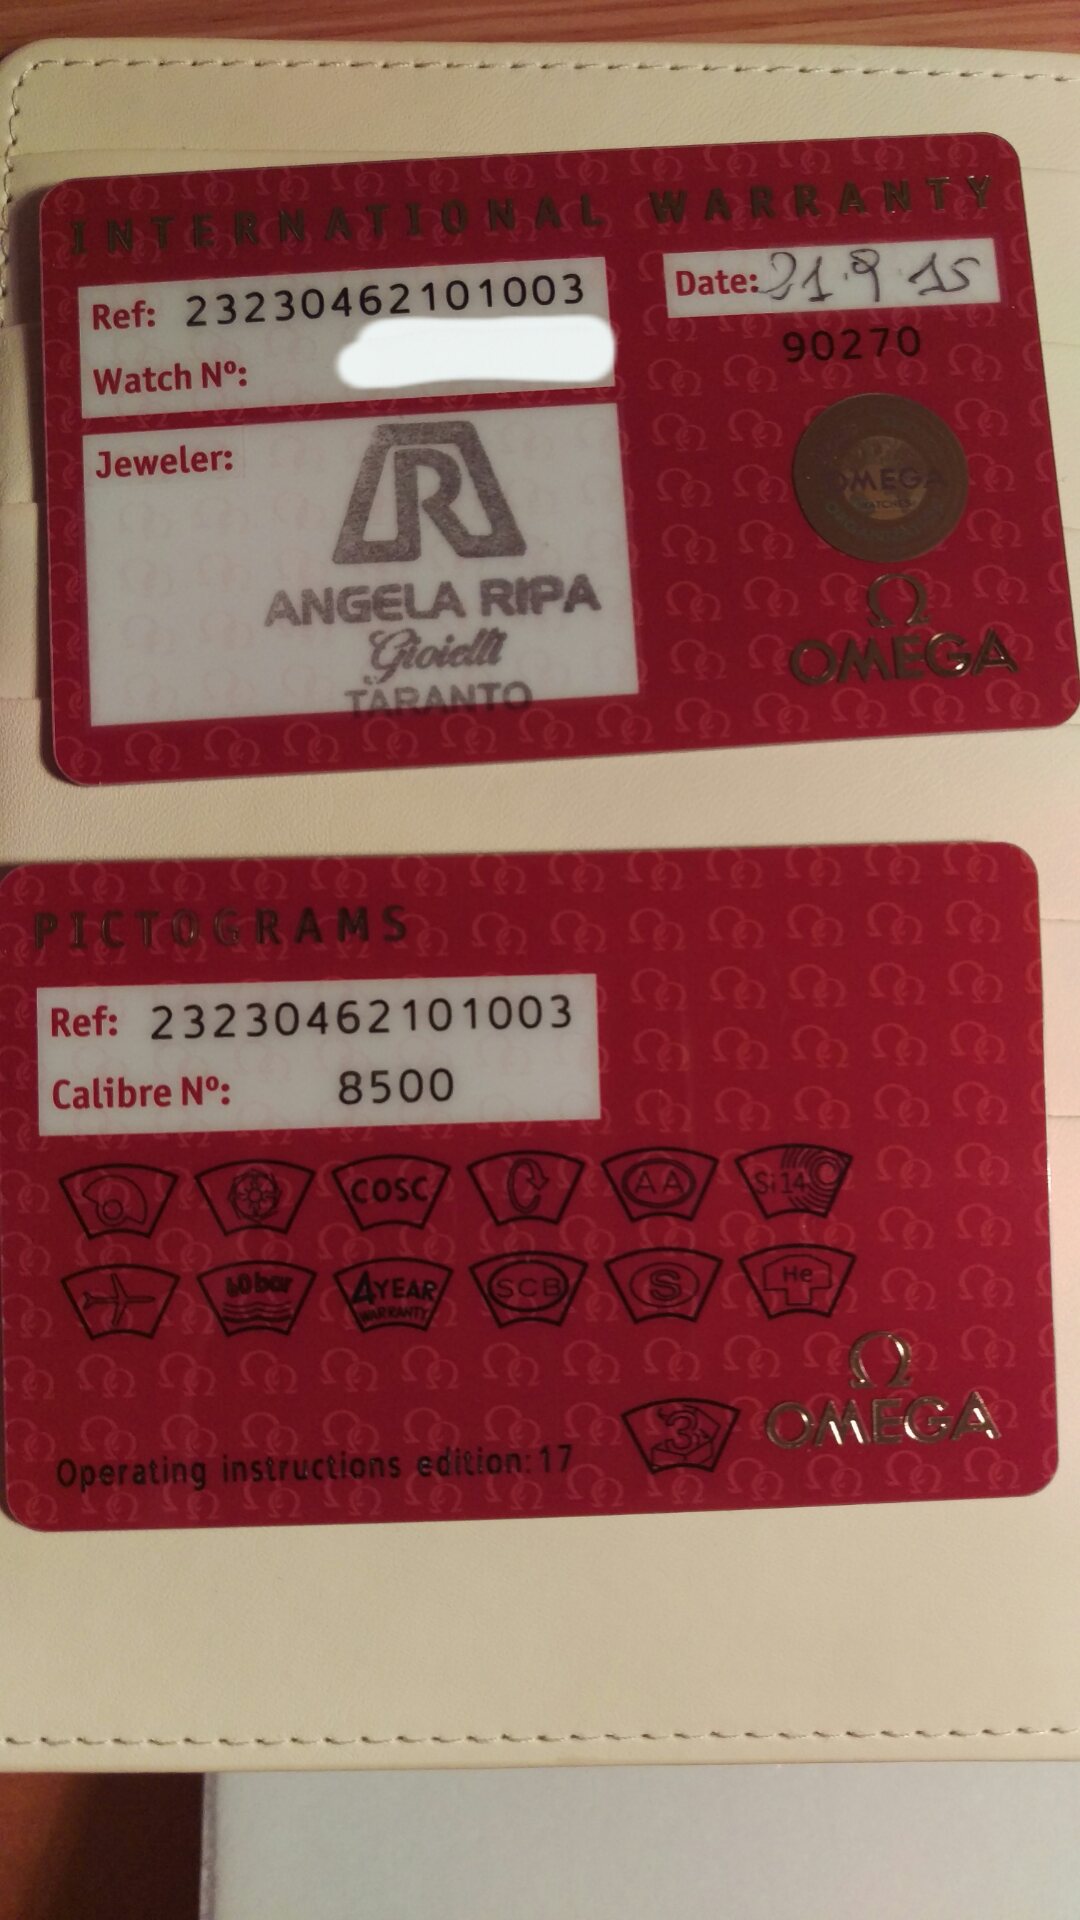 INTERNATIONAL WARRANTY
Ref: 23230462101003
Date: 21.9.15
Watch Nº:
90270
Jeweler:
R
ANGELA RIPA
Gioielli
TARANTO
OMEGA
WATCHES
Ω
OMEGA
PICTOGRAMS
Ref: 23230462101003
Calibre Nº: 8500
COSC
AA
Si14
60bar
4 YEAR
WARRANTY
SCB
S
He
3
Ω
OMEGA
Operating instructions edition: 17